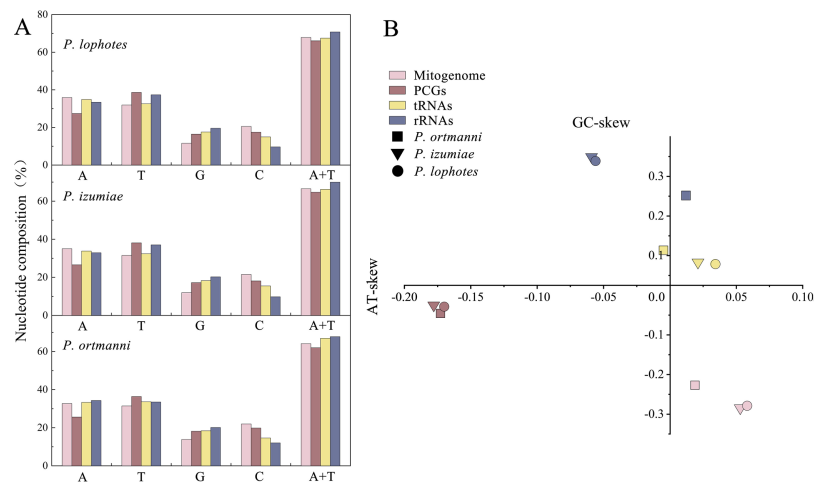 A
P. lophotes
80
60
40
20
0
A T G C A+T
P. izumiae
60
40
20
0
A T G C A+T
P. ortmanni
60
40
20
0
A T G C A+T
Nucleotide composition（%）
B
Mitogenome
PCGs
tRNAs
rRNAs
P. ortmanni
P. izumiae
P. lophotes
GC-skew
0.3
0.2
0.1
-0.20 -0.15 -0.10 -0.05 0.0 0.05 0.10
-0.1
-0.2
-0.3
AT-skew